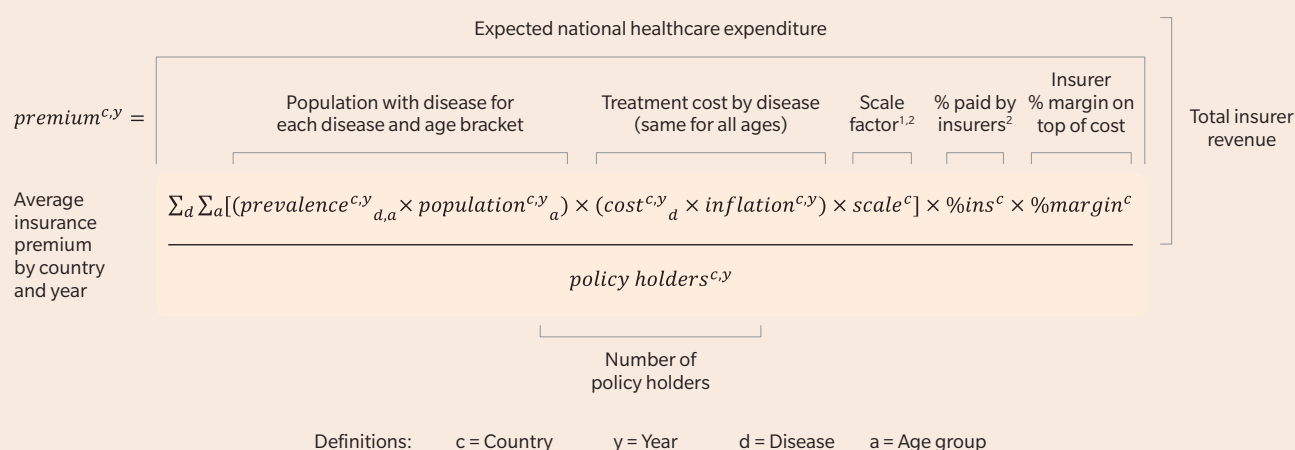 Expected national healthcare expenditure
premium^{c,y} =
Population with disease for
each disease and age bracket
Treatment cost by disease
(same for all ages)
Scale
factor^{1,2}
% paid by
insurers^2
Insurer
% margin on
top of cost
Total insurer
revenue
Average
insurance
premium
by country
and year
∑_d ∑_a[(prevalence^{c,y}_{d,a}× population^{c,y}_a) × (cost^{c,y}_d × inflation^{c,y}) × scale^c] × %ins^c × %margin^c
policy holders^{c,y}
Number of
policy holders
Definitions: c = Country y = Year d = Disease a = Age group